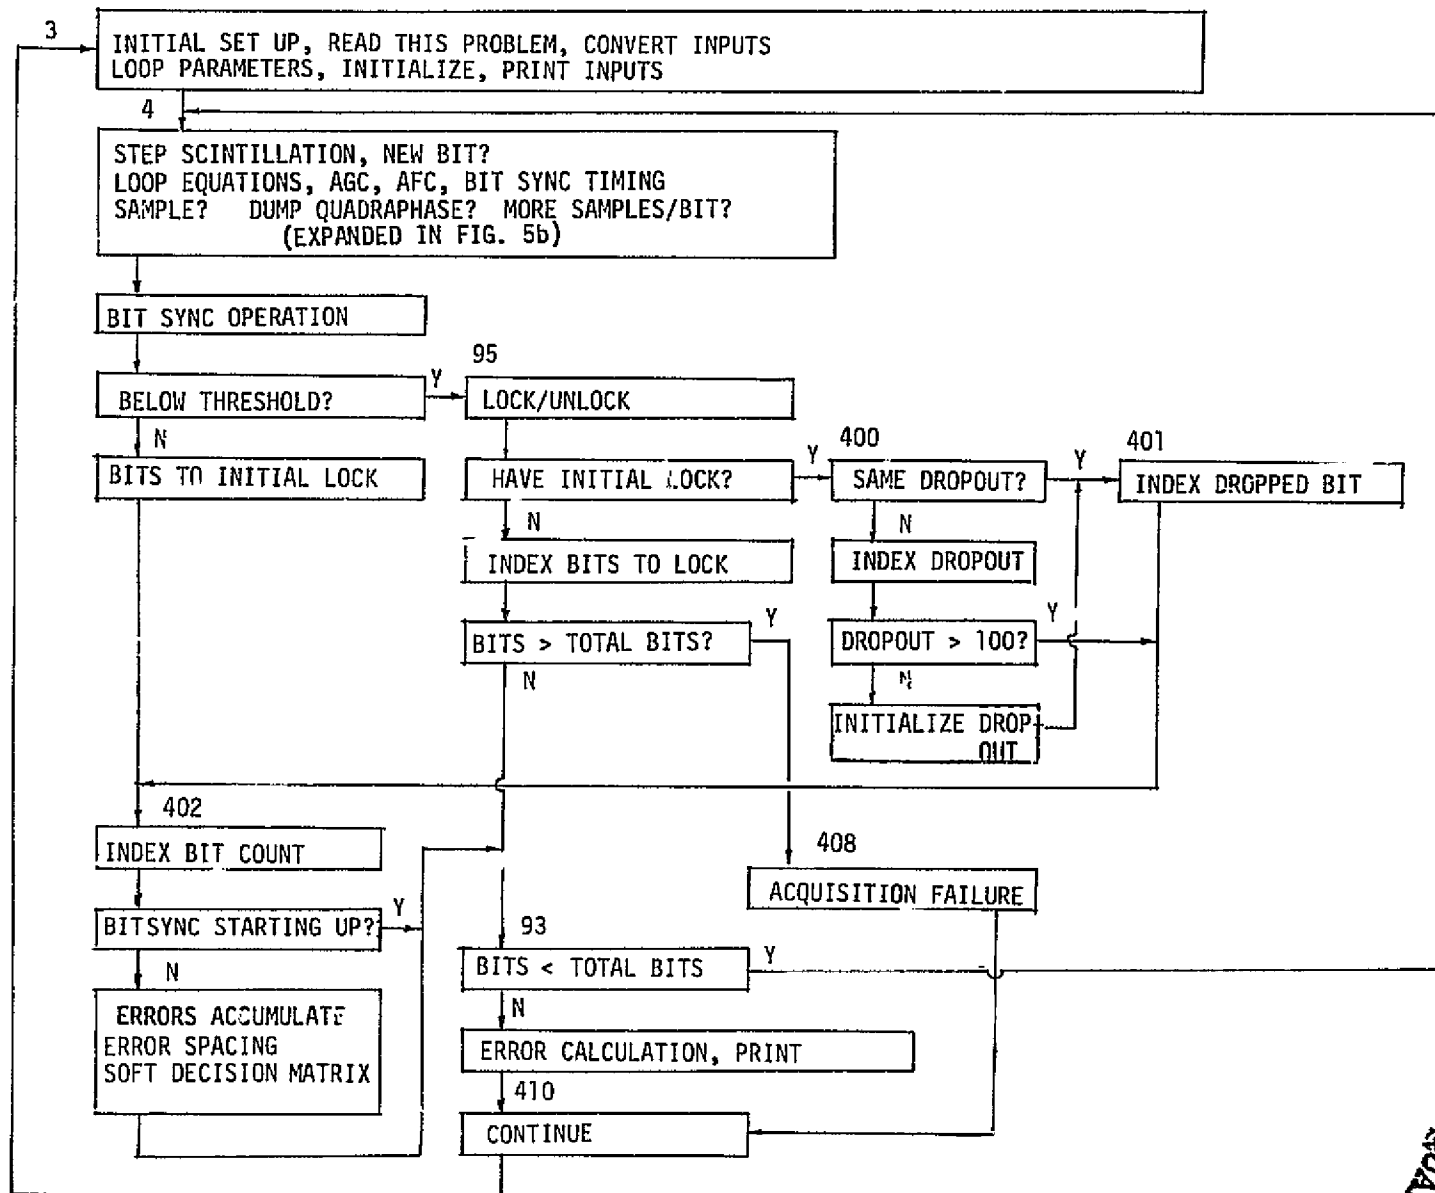 3
INITIAL SET UP, READ THIS PROBLEM, CONVERT INPUTS
LOOP PARAMETERS, INITIALIZE, PRINT INPUTS
4
STEP SCINTILLATION, NEW BIT?
LOOP EQUATIONS, AGC, AFC, BIT SYNC TIMING
SAMPLE? DUMP QUADRAPHASE? MORE SAMPLES/BIT?
(EXPANDED IN FIG. 5b)
BIT SYNC OPERATION
BELOW THRESHOLD?
Y
95
LOCK/UNLOCK
N
BITS TO INITIAL LOCK
HAVE INITIAL LOCK?
Y
400
SAME DROPOUT?
Y
401
INDEX DROPPED BIT
N
INDEX BITS TO LOCK
N
INDEX DROPOUT
BITS > TOTAL BITS?
Y
DROPOUT > 100?
Y
N
N
INITIALIZE DROP
OUT
402
INDEX BIT COUNT
408
ACQUISITION FAILURE
BITSYNC STARTING UP?
Y
93
BITS < TOTAL BITS
Y
N
ERRORS ACCUMULATE
ERROR SPACING
SOFT DECISION MATRIX
N
ERROR CALCULATION, PRINT
410
CONTINUE